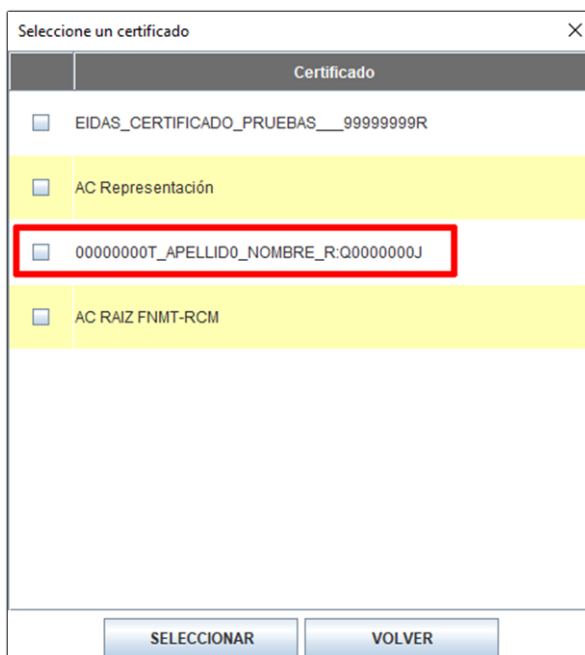 Seleccione un certificado
Certificado
EIDAS_CERTIFICADO_PRUEBAS___99999999R
AC Representación
00000000T_APELLID0_NOMBRE_R:Q0000000J
AC RAIZ FNMT-RCM
SELECCIONAR
VOLVER